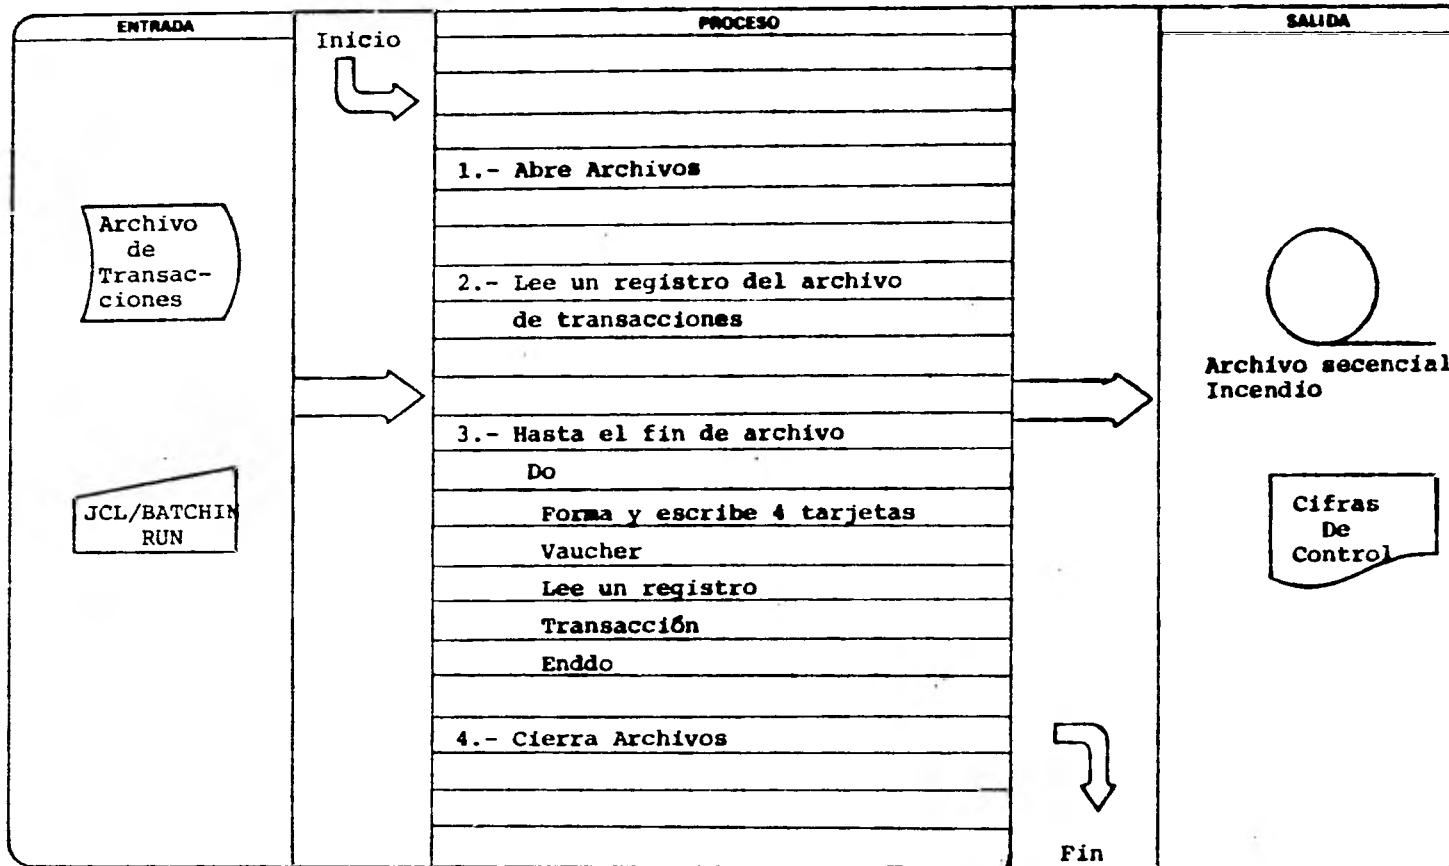 ENTRADA
Inicio
PROCESO
SALIDA
1.- Abre Archivos
Archivo
de
Transac-
ciones
2.- Lee un registro del archivo
de transacciones
Archivo secencial
Incendio
3.- Hasta el fin de archivo
Do
JCL/BATCHIN
RUN
Forma y escribe 4 tarjetas
Vaucher
Lee un registro
Transacción
Enddo
Cifras
De
Control
4.- Cierra Archivos
Fin